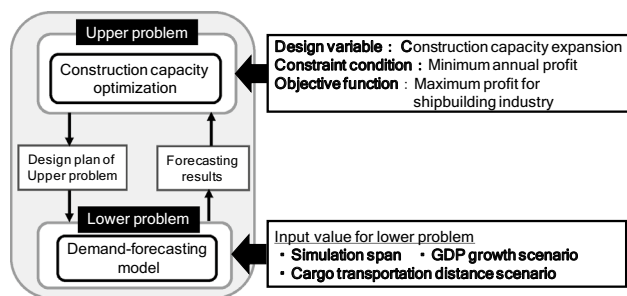 Upper problem
Construction capacity
optimization
Design plan of
Upper problem
Forecasting
results
Lower problem
Demand-forecasting
model
Design variable : Construction capacity expansion
Constraint condition : Minimum annual profit
Objective function : Maximum profit for
shipbuilding industry
Input value for lower problem
・Simulation span ・GDP growth scenario
・Cargo transportation distance scenario